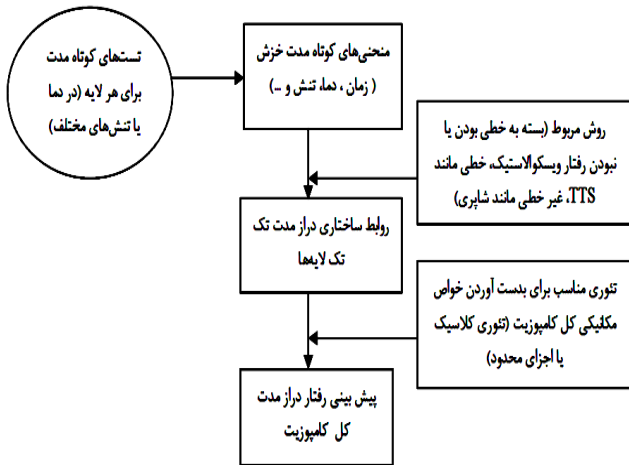 تست‌های کوتاه مدت
برای هر لایه (در دما
یا تنش‌های مختلف)
منحنی‌های کوتاه مدت خزش
( زمان ، دما، تنش و ...)
روش مربوط (بسته به خطی بودن یا
نبودن رفتار ویسکوالاستیک، خطی مانند
TTS، غیر خطی مانند شاپری)
روابط ساختاری دراز مدت تک
تک لایه‌ها
تئوری مناسب برای بدست آوردن خواص
مکانیکی کل کامپوزیت (تئوری کلاسیک
یا اجزای محدود)
پیش بینی رفتار دراز مدت
کل کامپوزیت